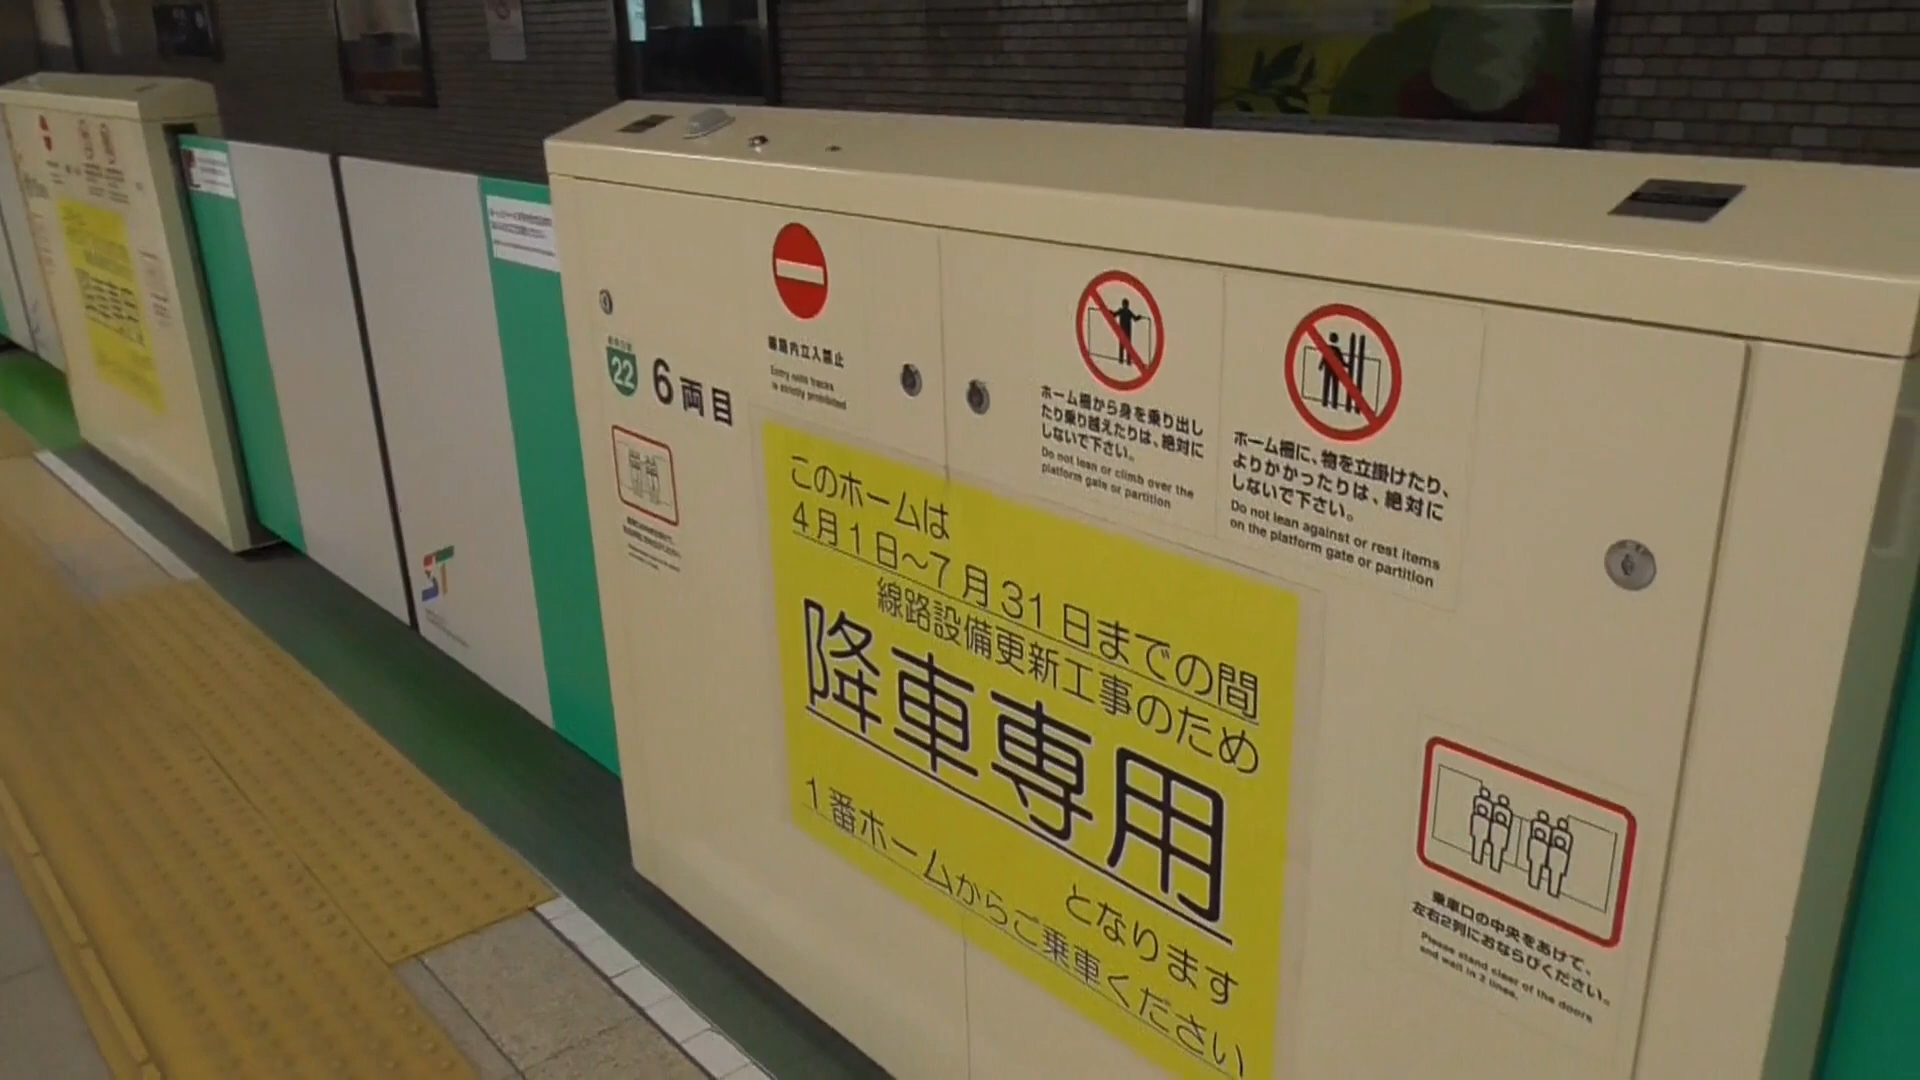 22
6両目
軌道内立入禁止
Entry onto tracks
is strictly prohibited
ホーム柵から身を乗り出し
たり乗り越えたりは、絶対に
しないで下さい。
Do not lean or climb over the
platform gate or partition
ホーム柵に、物を立掛けたり、
よりかかったりは、絶対に
しないで下さい。
Do not lean against or rest items
on the platform gate or partition
このホームは
4月1日~7月31日までの間
線路設備更新工事のため
降車専用
となります
1番ホームからご乗車ください
乗車口の中央をあけて、
左右2列におならびください。
Please stand clear of the doors
and wait in 2 lines.
ST